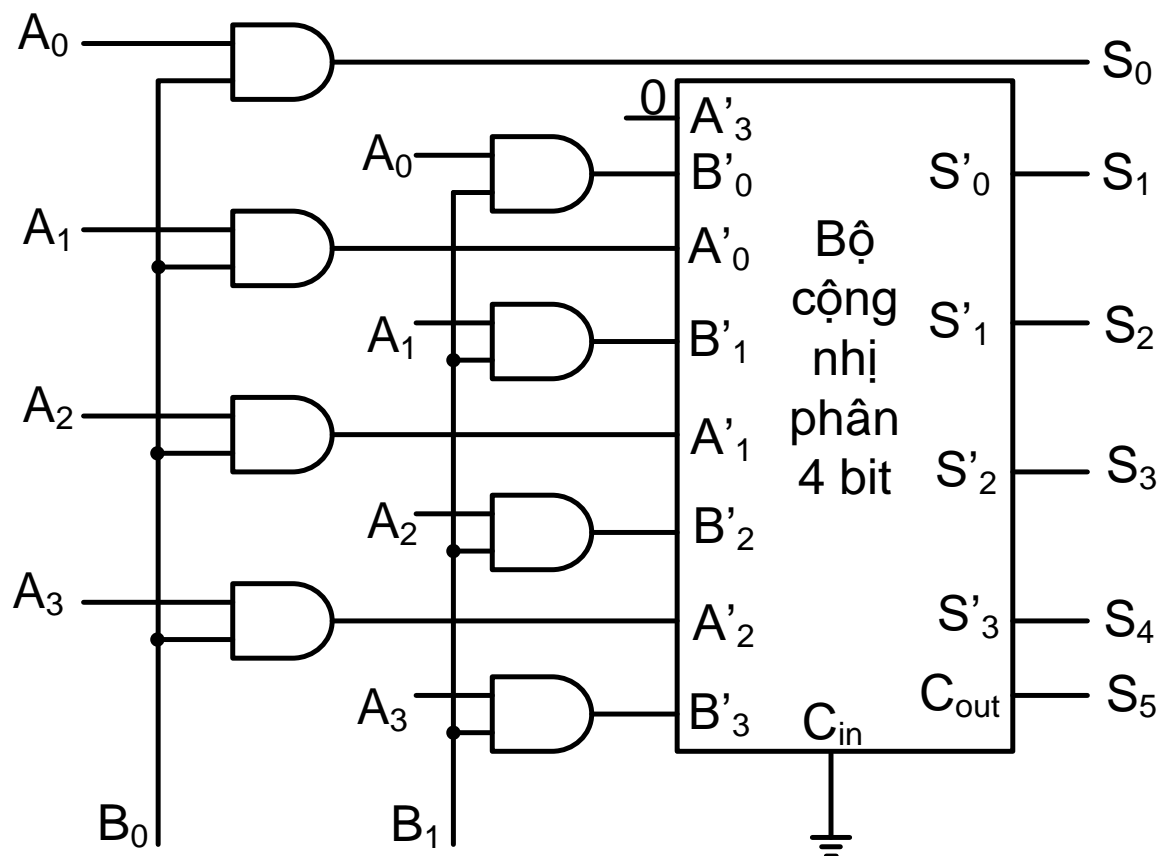 A₀
S₀
0
A'₃
A₀
B'₀
S'₀
S₁
A₁
A'₀
Bộ
cộng
nhị
phân
4 bit
A₁
B'₁
S'₁
S₂
A₂
A'₁
S'₂
S₃
A₂
B'₂
A₃
A'₂
S'₃
S₄
A₃
B'₃
Cᵢₙ
Cₒᵤₜ
S₅
B₀
B₁